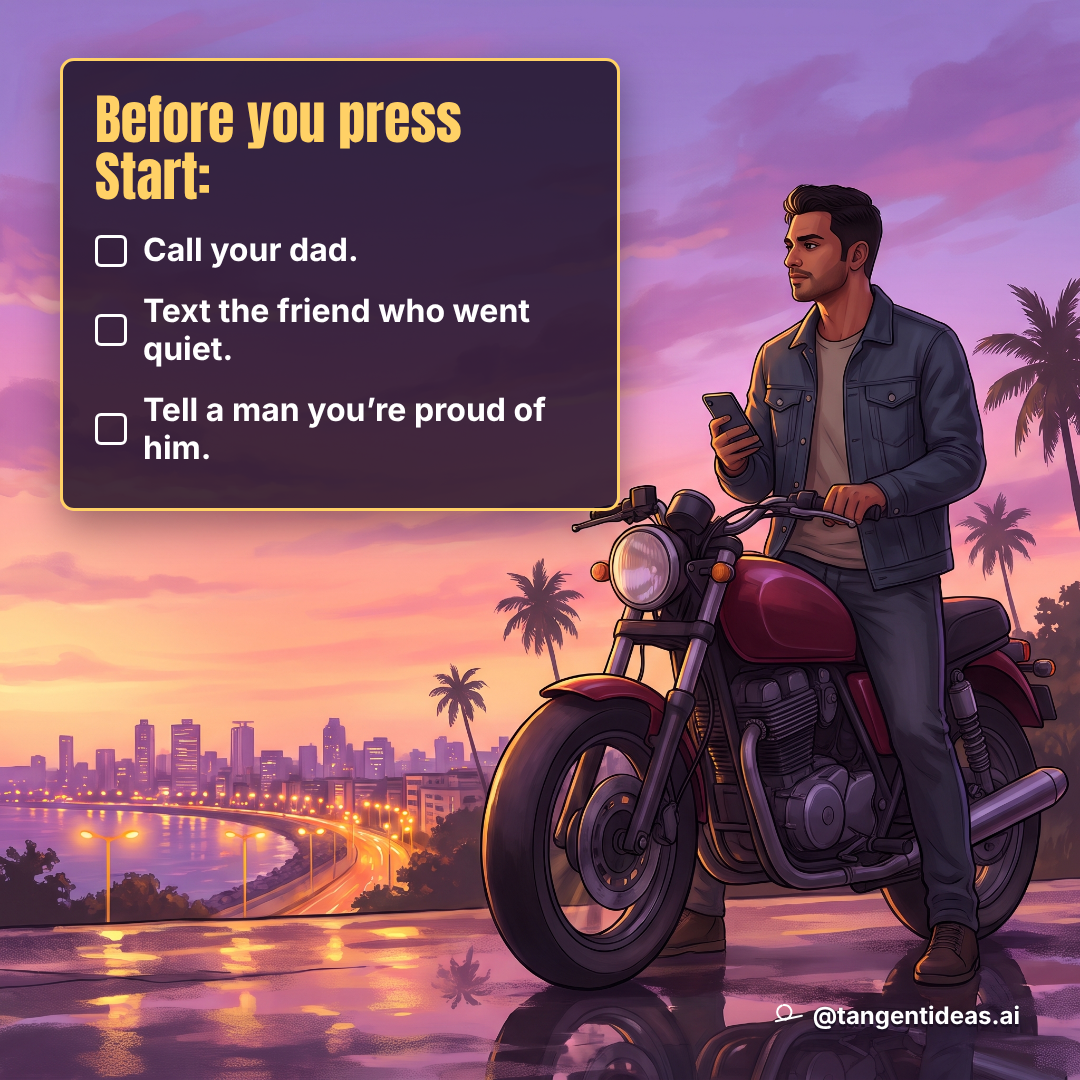 Before you press
Start:
Call your dad.
Text the friend who went
quiet.
Tell a man you’re proud of
him.
@tangentideas.ai